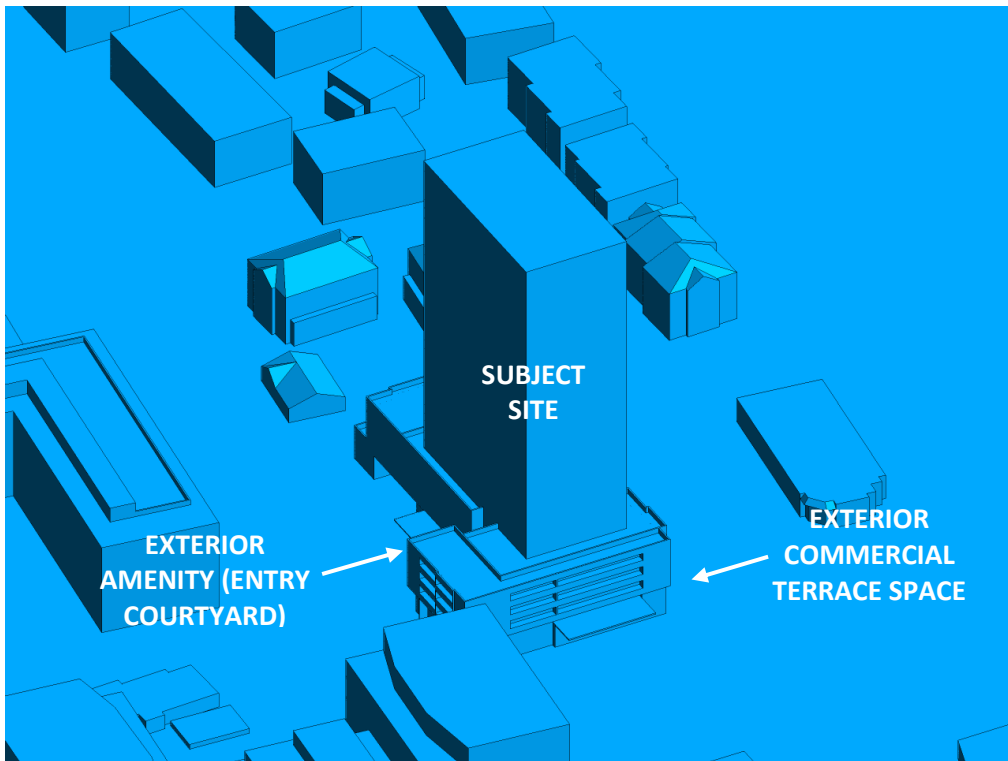 SUBJECT
SITE
EXTERIOR
AMENITY (ENTRY
COURTYARD)
EXTERIOR
COMMERCIAL
TERRACE SPACE